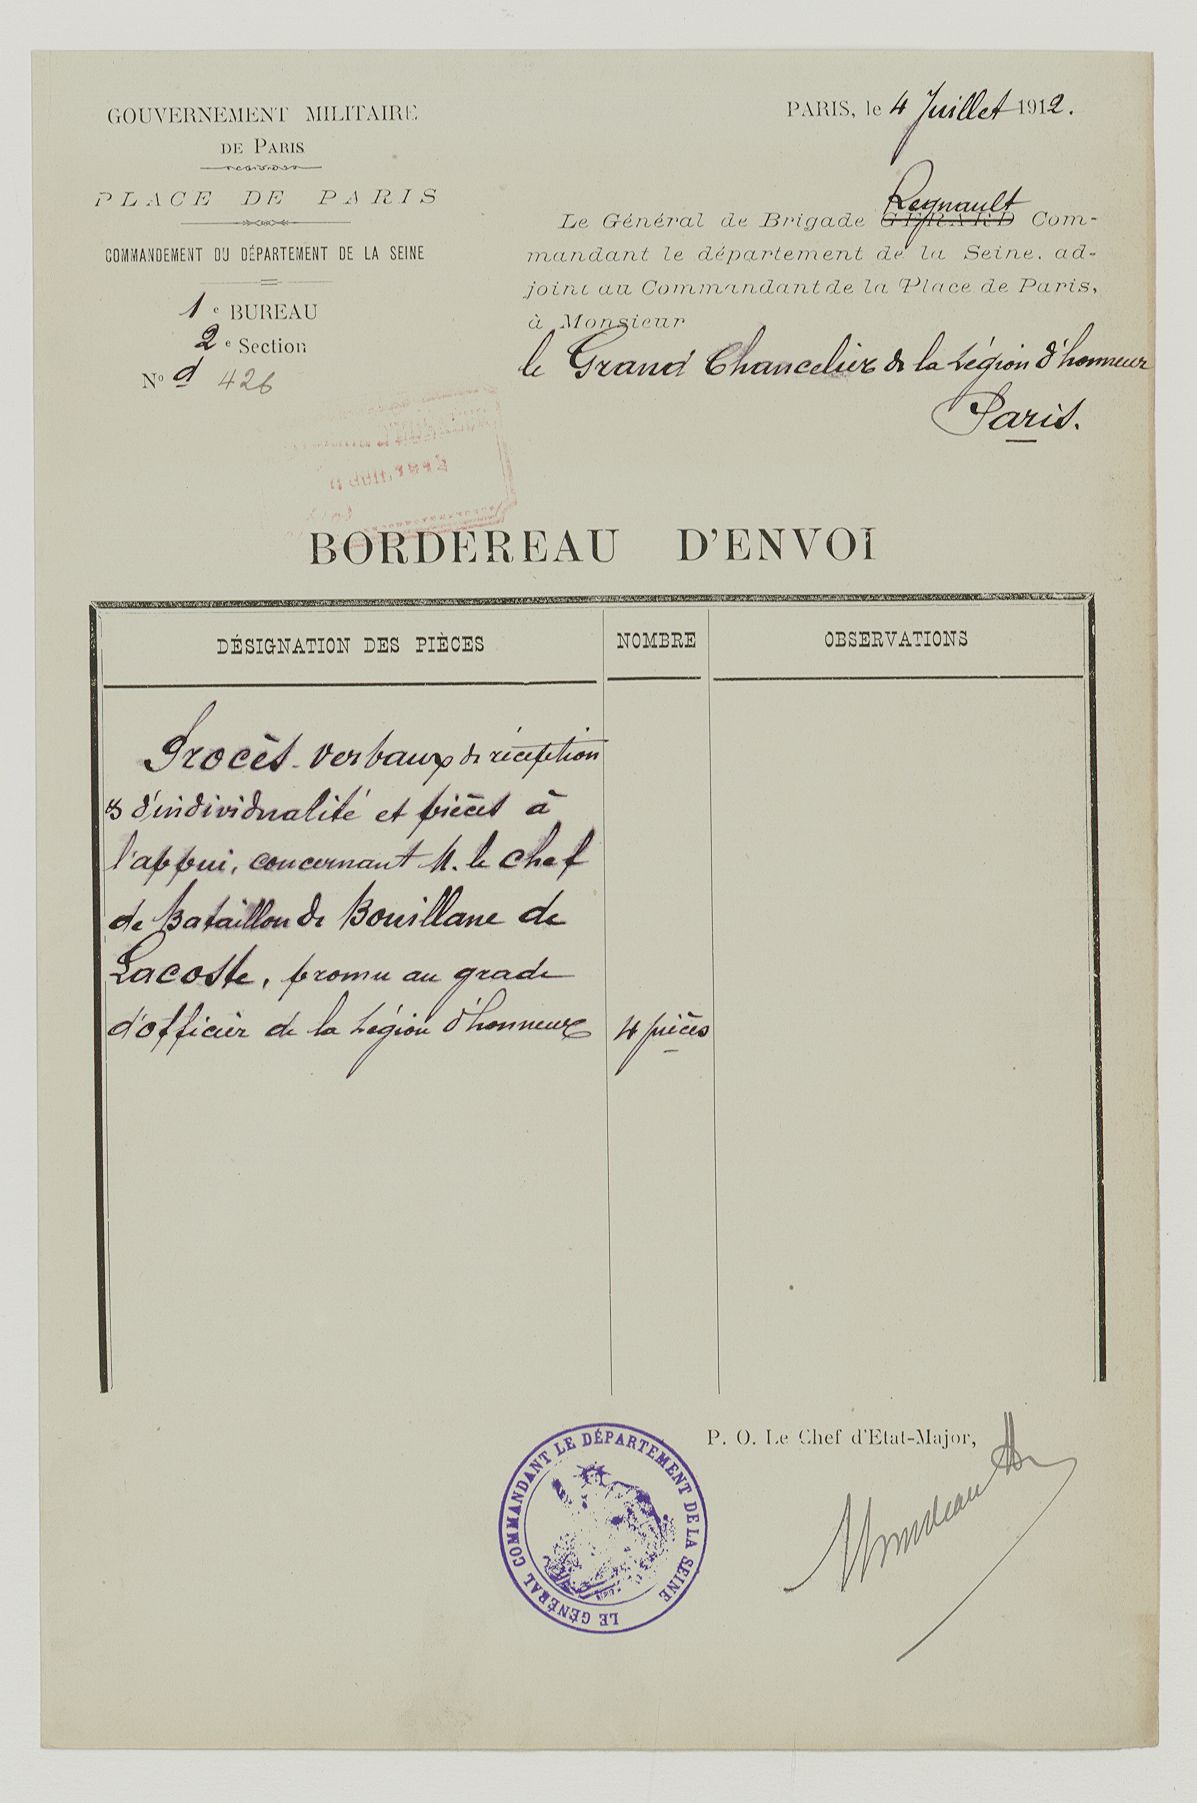 GOUVERNEMENT MILITAIRE
DE PARIS
PLACE DE PARIS
COMMANDEMENT DU DÉPARTEMENT DE LA SEINE
1e BUREAU
2e Section
No d 426
PARIS, le 4 Juillet 1912.
Regnault
Le Général de Brigade GIRARD Com-
mandant le département de la Seine, ad-
joint au Commandant de la Place de Paris,
à Monsieur
le Grand Chancelier de la Légion d'honneur
Paris.
BORDEREAU D'ENVOI
DÉSIGNATION DES PIÈCES NOMBRE OBSERVATIONS
Procès-verbaux de réception
& d'individualité et pièces à
l'appui, concernant M. le chef
de Bataillon de Bouillane de
Lacoste, promu au grade
d'officier de la Légion d'honneur 4 pièces
P. O. Le Chef d'Etat-Major,
LE GÉNÉRAL COMMANDANT LE DÉPARTEMENT DE LA SEINE